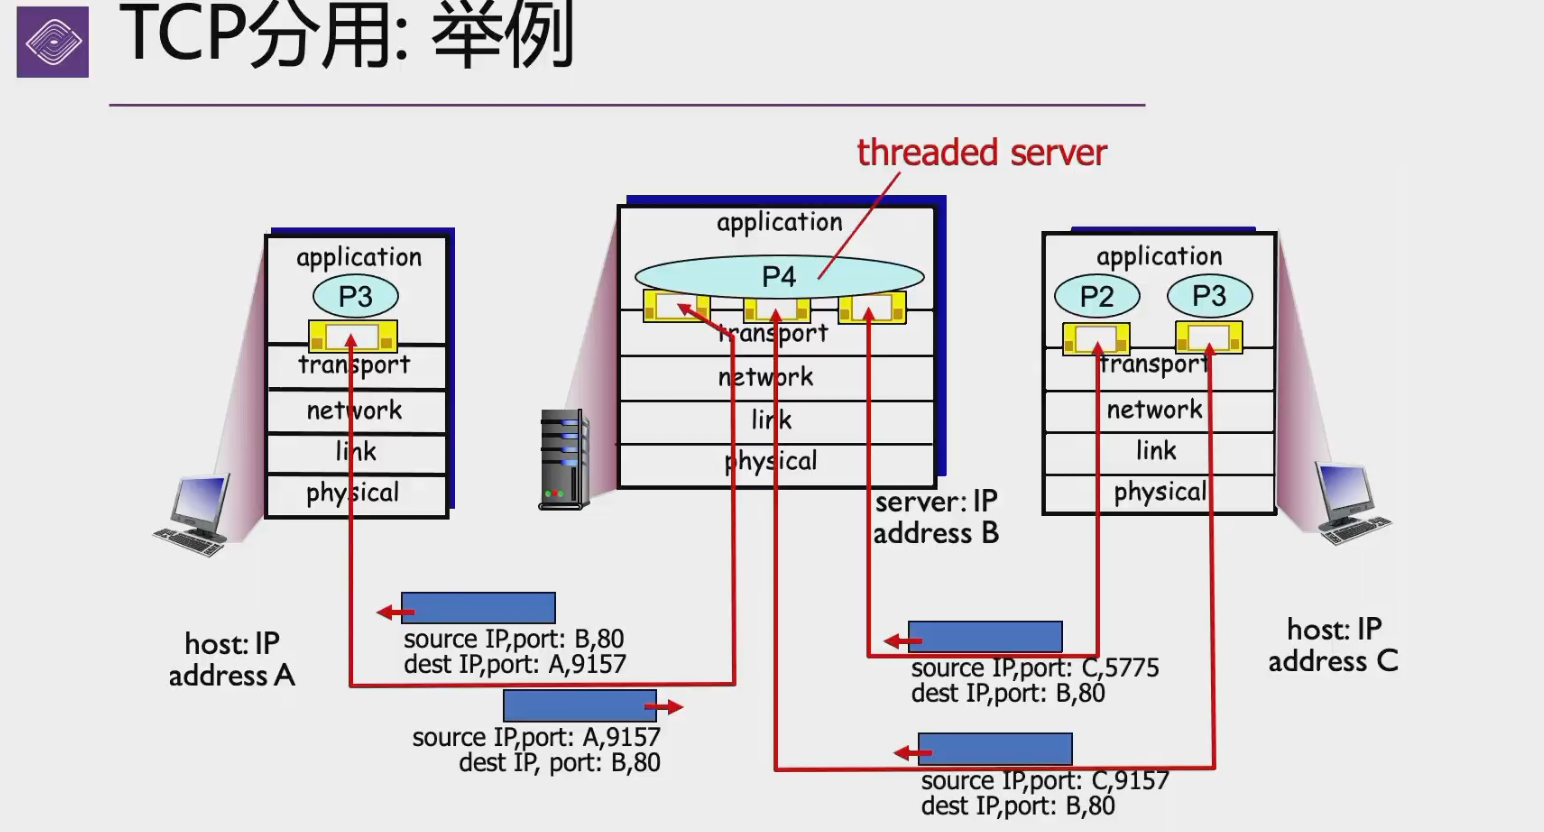 TCP分用: 举例
threaded server
application
P3
transport
network
link
physical
host: IP
address A
application
P4
transport
network
link
physical
server: IP
address B
application
P2
P3
transport
network
link
physical
host: IP
address C
source IP,port: B,80
dest IP,port: A,9157
source IP,port: A,9157
dest IP, port: B,80
source IP,port: C,5775
dest IP,port: B,80
source IP,port: C,9157
dest IP,port: B,80